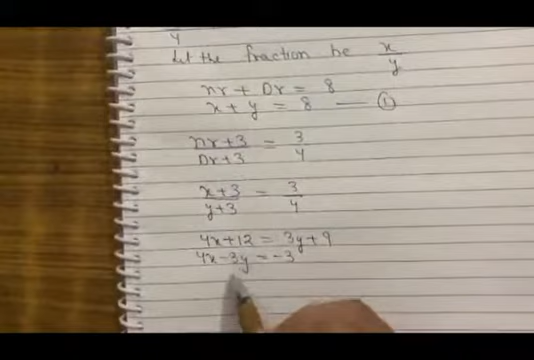 4
Let the fraction be x/y
Nr + Dr = 8
x + y = 8 — ①
Nr+3/Dr+3 = 3/4
x+3/y+3 = 3/4
4x+12 = 3y+9
4x-3y = -3